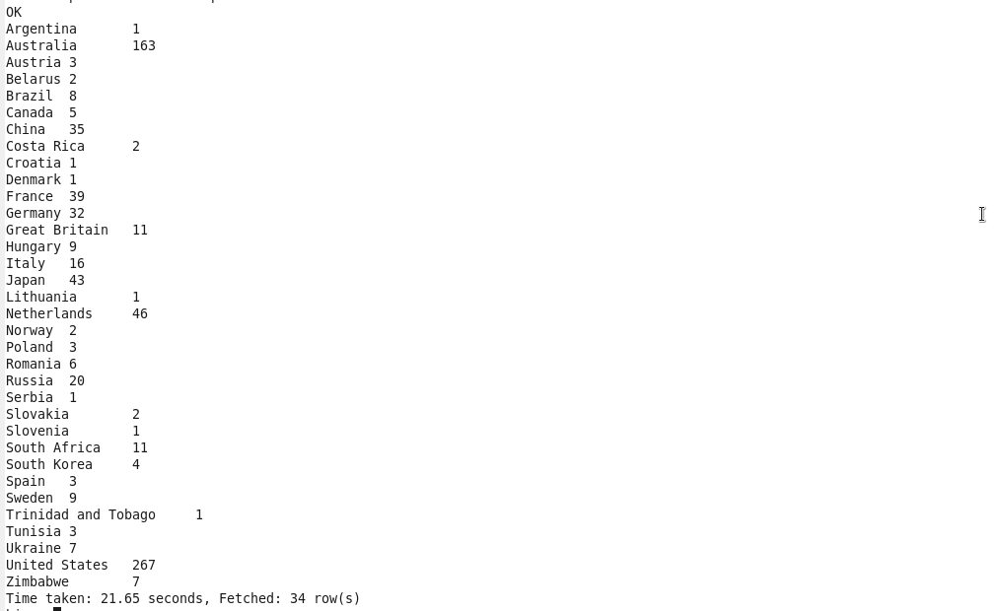 OK
Argentina	1
Australia	163
Austria	3
Belarus	2
Brazil	8
Canada	5
China	35
Costa Rica	2
Croatia	1
Denmark	1
France	39
Germany	32
Great Britain	11
Hungary	9
Italy	16
Japan	43
Lithuania	1
Netherlands	46
Norway	2
Poland	3
Romania	6
Russia	20
Serbia	1
Slovakia	2
Slovenia	1
South Africa	11
South Korea	4
Spain	3
Sweden	9
Trinidad and Tobago	1
Tunisia	3
Ukraine	7
United States	267
Zimbabwe	7
Time taken: 21.65 seconds, Fetched: 34 row(s)